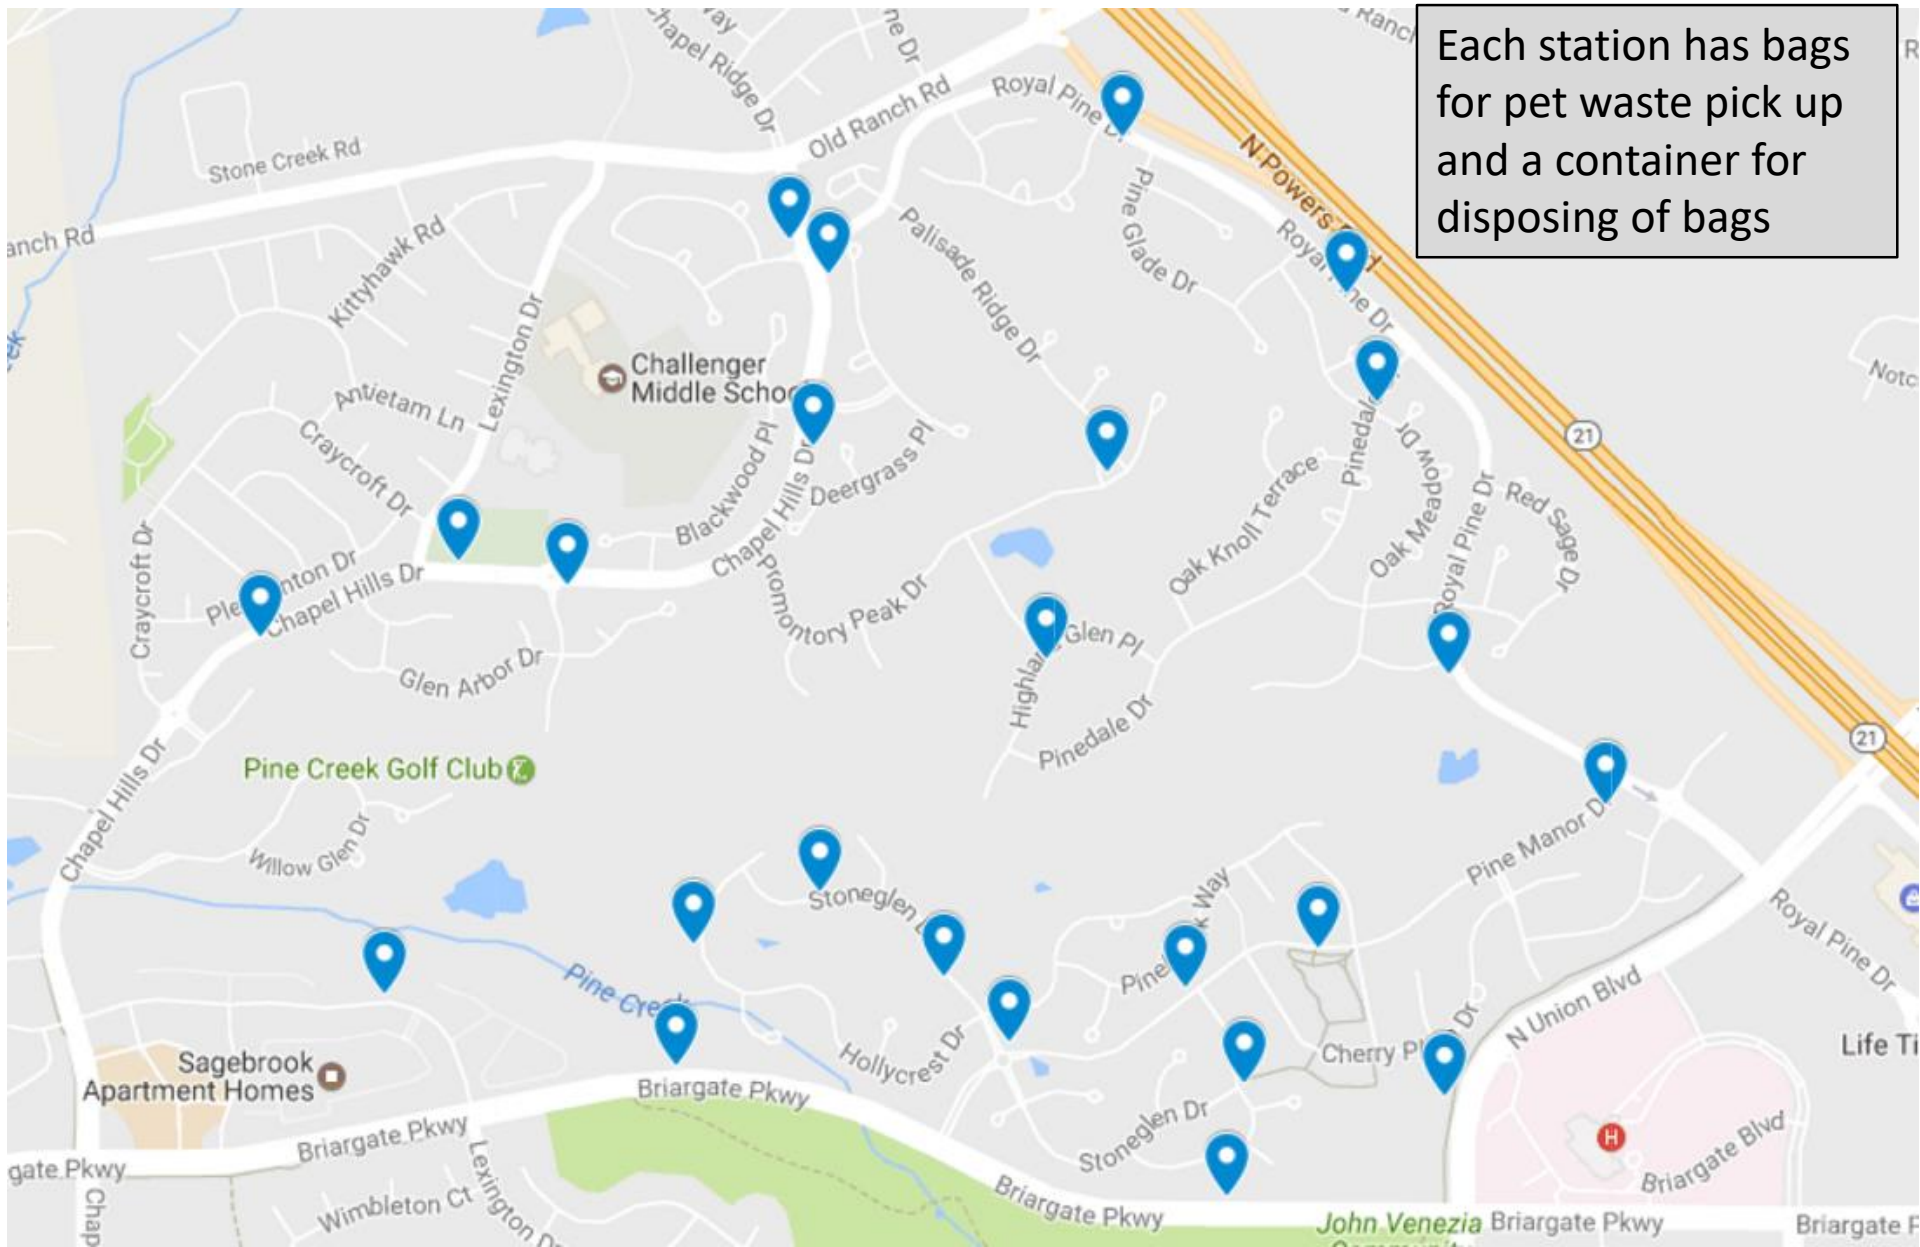 Each station has bags
for pet waste pick up
and a container for
disposing of bags
Chapel Ridge Dr
Old Ranch Rd
Royal Pine Dr
N Powers
Stone Creek Rd
Kittyhawk Rd
Lexington Dr
Palisade Ridge Dr
Pine Glade Dr
Royal Pine Dr
Challenger
Middle School
Antietam Ln
Craycroft Dr
Blackwood Pl
Deergrass Pl
Chapel Hills Dr
21
Pinedale
Oak Meadow Dr
Oak Knoll Terrace
Royal Pine Dr
Red Sage Dr
Craycroft Dr
Chapel Hills Dr
Promontory Peak Dr
Glen Arbor Dr
Glen Pl
Pinedale Dr
21
Pine Creek Golf Club
Chapel Hills Dr
Willow Glen Dr
Stoneglen
Pine Manor Dr
Way
Royal Pine Dr
Pine Creek
N Union Blvd
Hollycrest Dr
Cherry
Life Ti
Sagebrook
Apartment Homes
Briargate Pkwy
Briargate Pkwy
Stoneglen Dr
H
Briargate Blvd
gate Pkwy
Chap
Wimbleton Ct
Lexington Dr
Briargate Pkwy
John Venezia
Briargate Pkwy
Briargate P